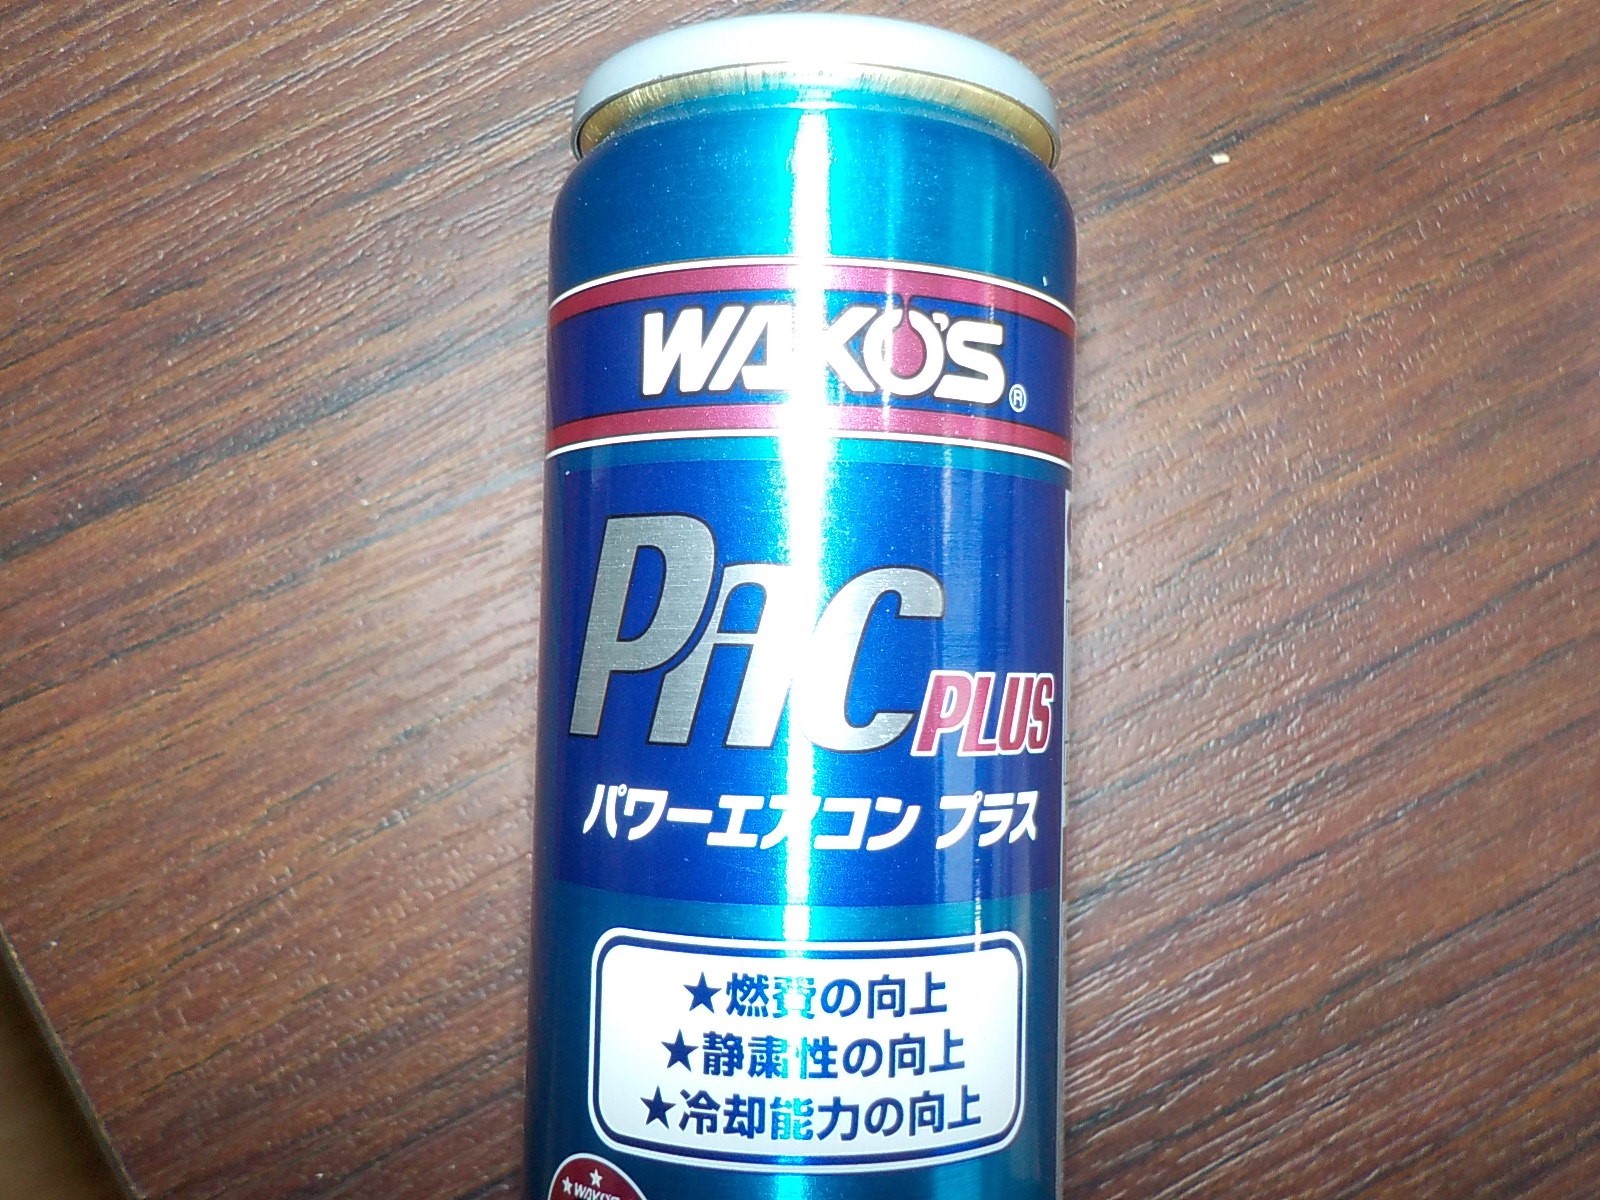 WAKO'S®
PAC PLUS
パワーエアコン プラス
★燃費の向上
★静粛性の向上
★冷却能力の向上
★WAKO'S